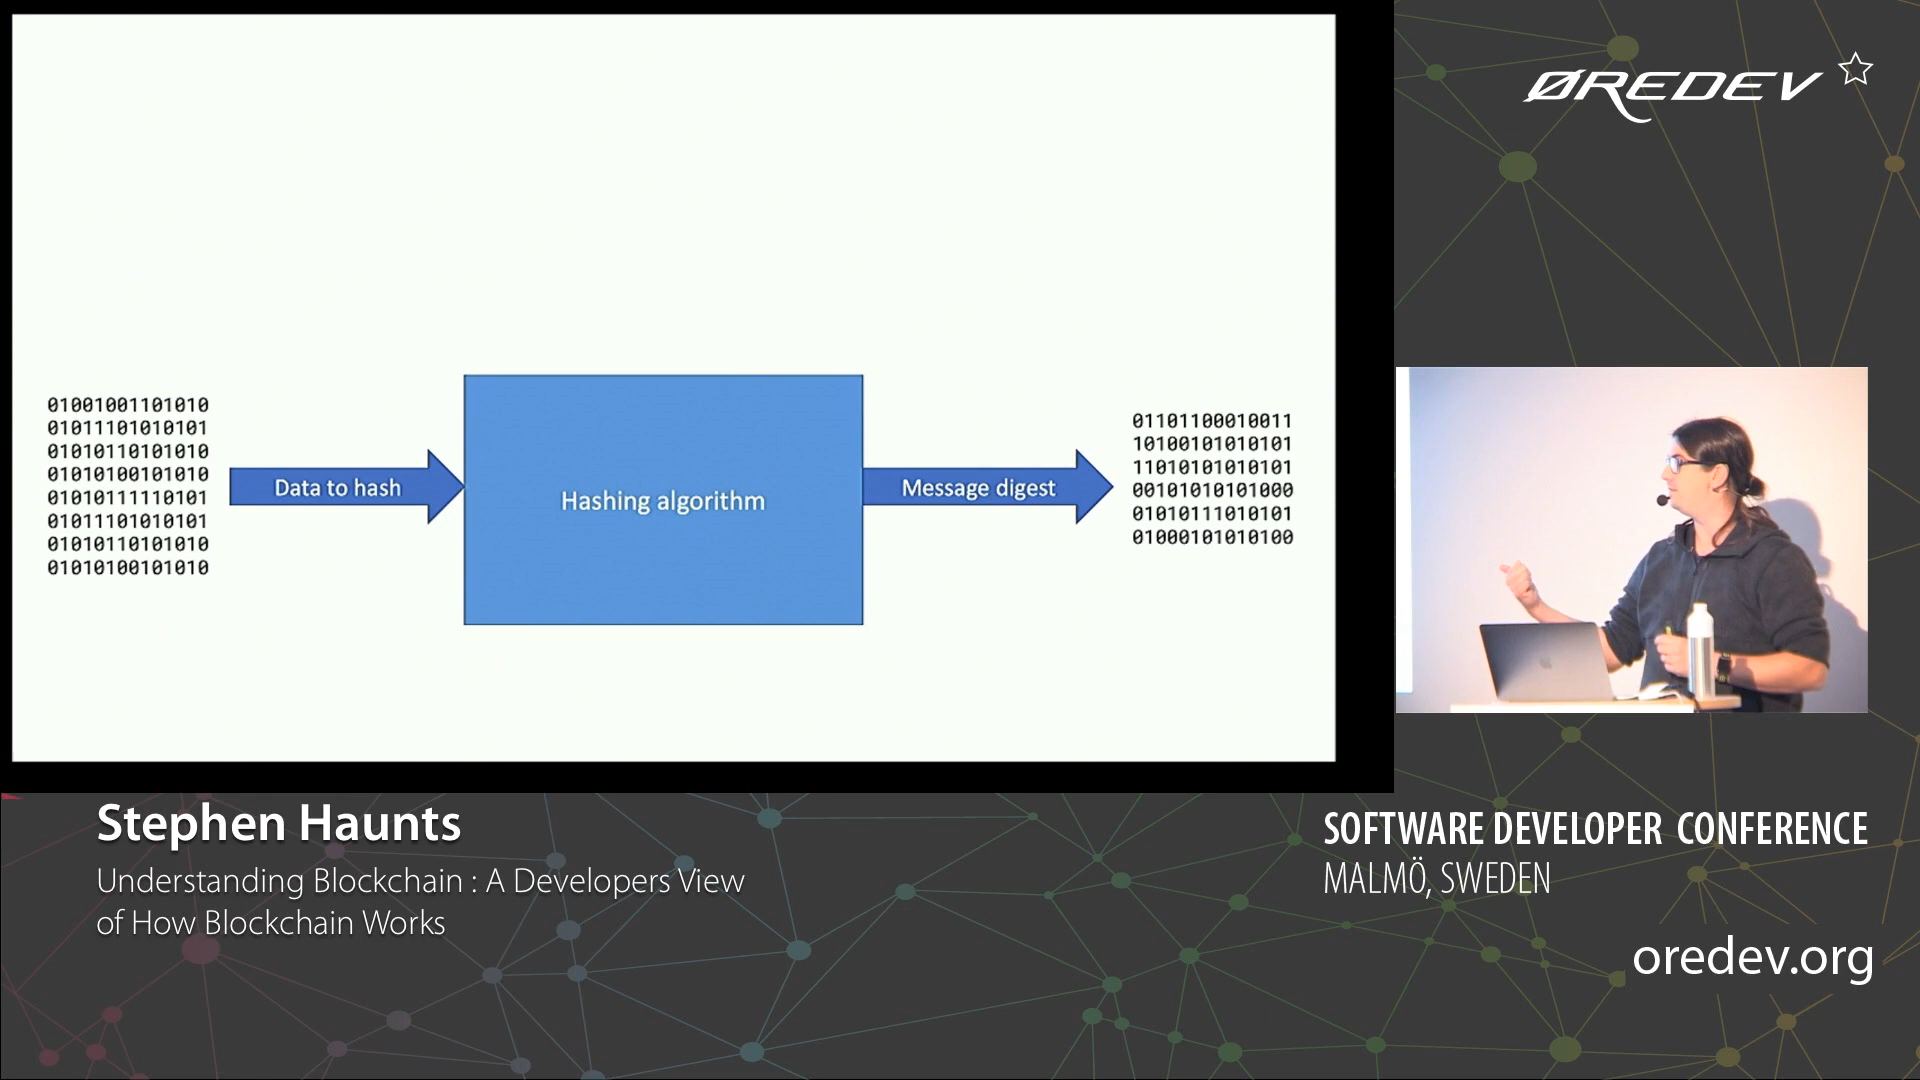 01001001101010
01011101010101
01010110101010
01010100101010
01010111110101
01011101010101
01010110101010
01010100101010
Data to hash
Hashing algorithm
Message digest
01101100010011
10100101010101
11010101010101
00101010101000
01010111010101
01000101010100
ØREDEV
Stephen Haunts
Understanding Blockchain : A Developers View
of How Blockchain Works
SOFTWARE DEVELOPER CONFERENCE
MALMÖ, SWEDEN
oredev.org